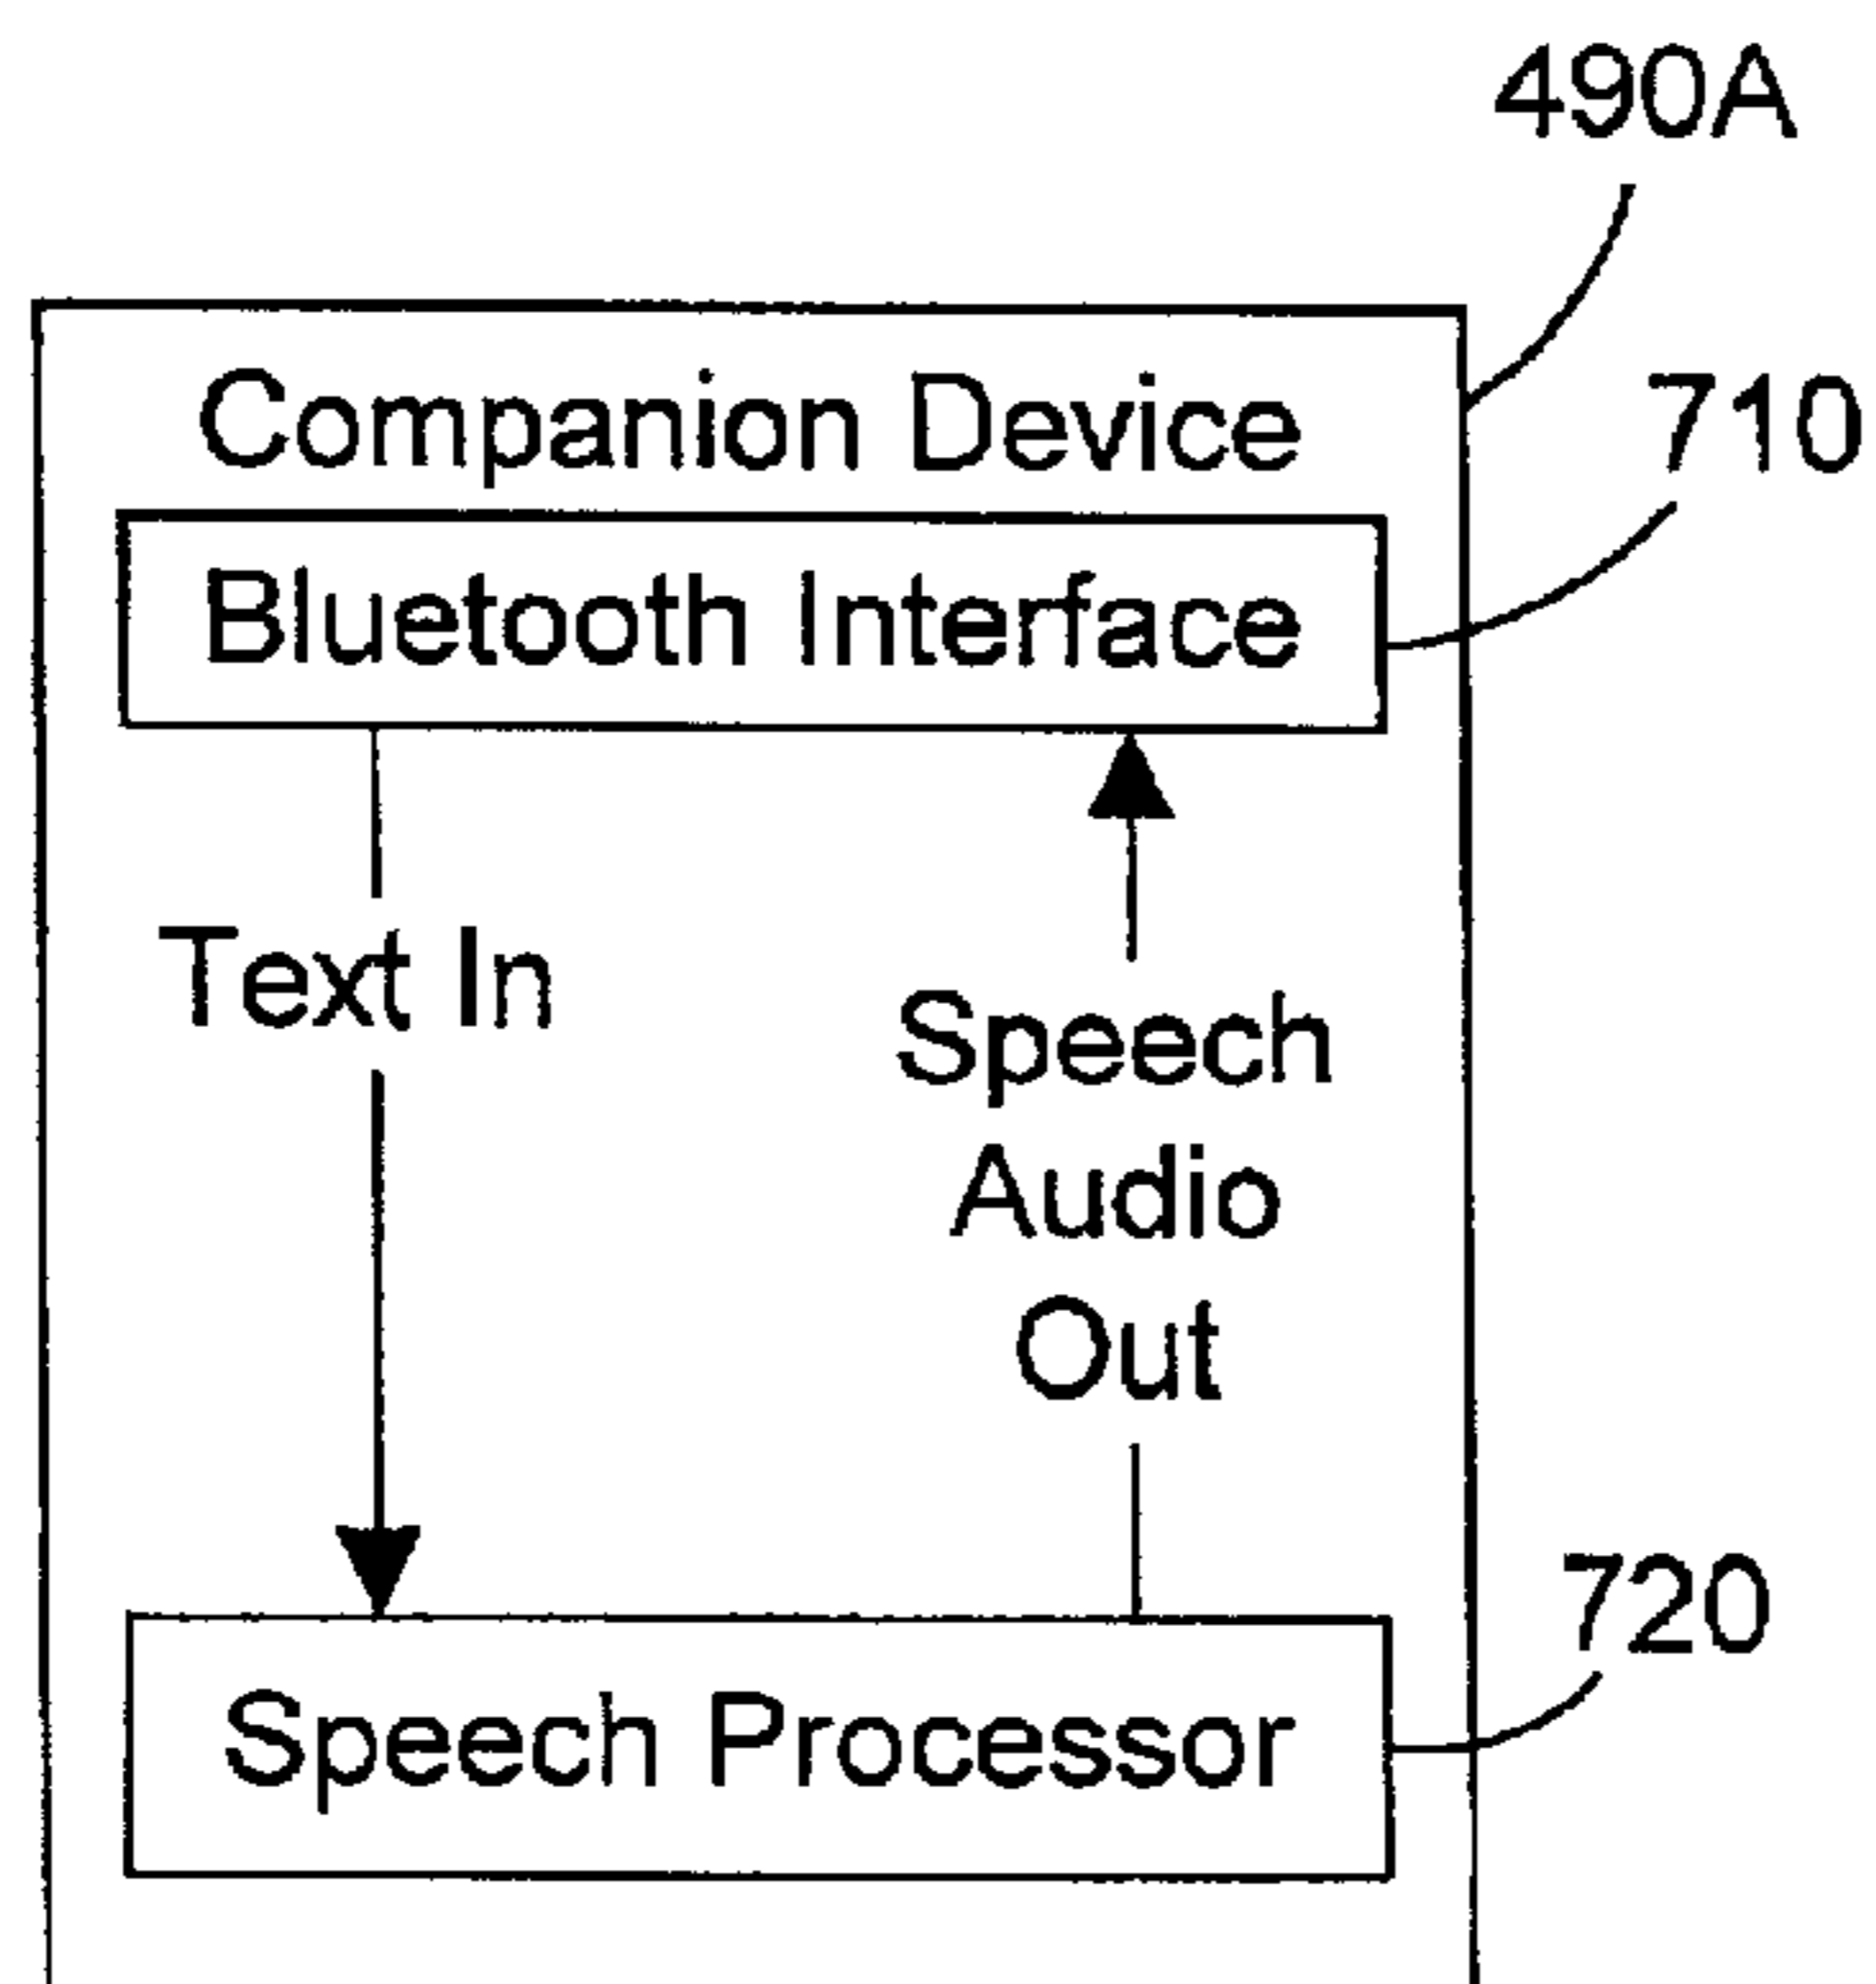 490A
Companion Device
710
Bluetooth Interface
Text In
Speech
Audio
Out
720
Speech Processor